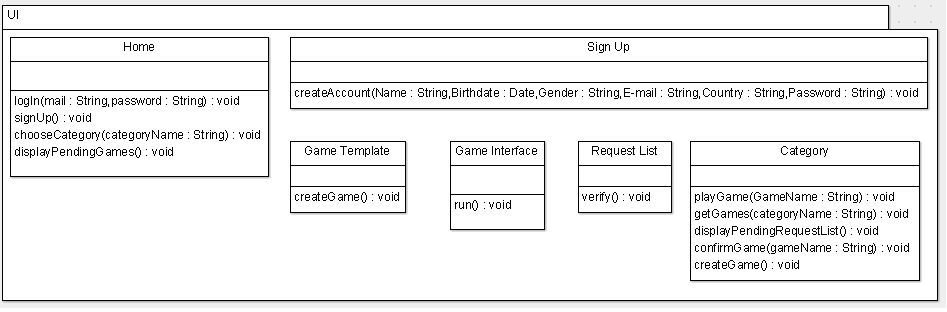 UI
Home
logIn(mail : String,password : String) : void
signUp() : void
chooseCategory(categoryName : String) : void
displayPendingGames() : void
Sign Up
createAccount(Name : String,Birthdate : Date,Gender : String,E-mail : String,Country : String,Password : String) : void
Game Template
createGame() : void
Game Interface
run() : void
Request List
verify() : void
Category
playGame(GameName : String) : void
getGames(categoryName : String) : void
displayPendingRequestList() : void
confirmGame(gameName : String) : void
createGame() : void